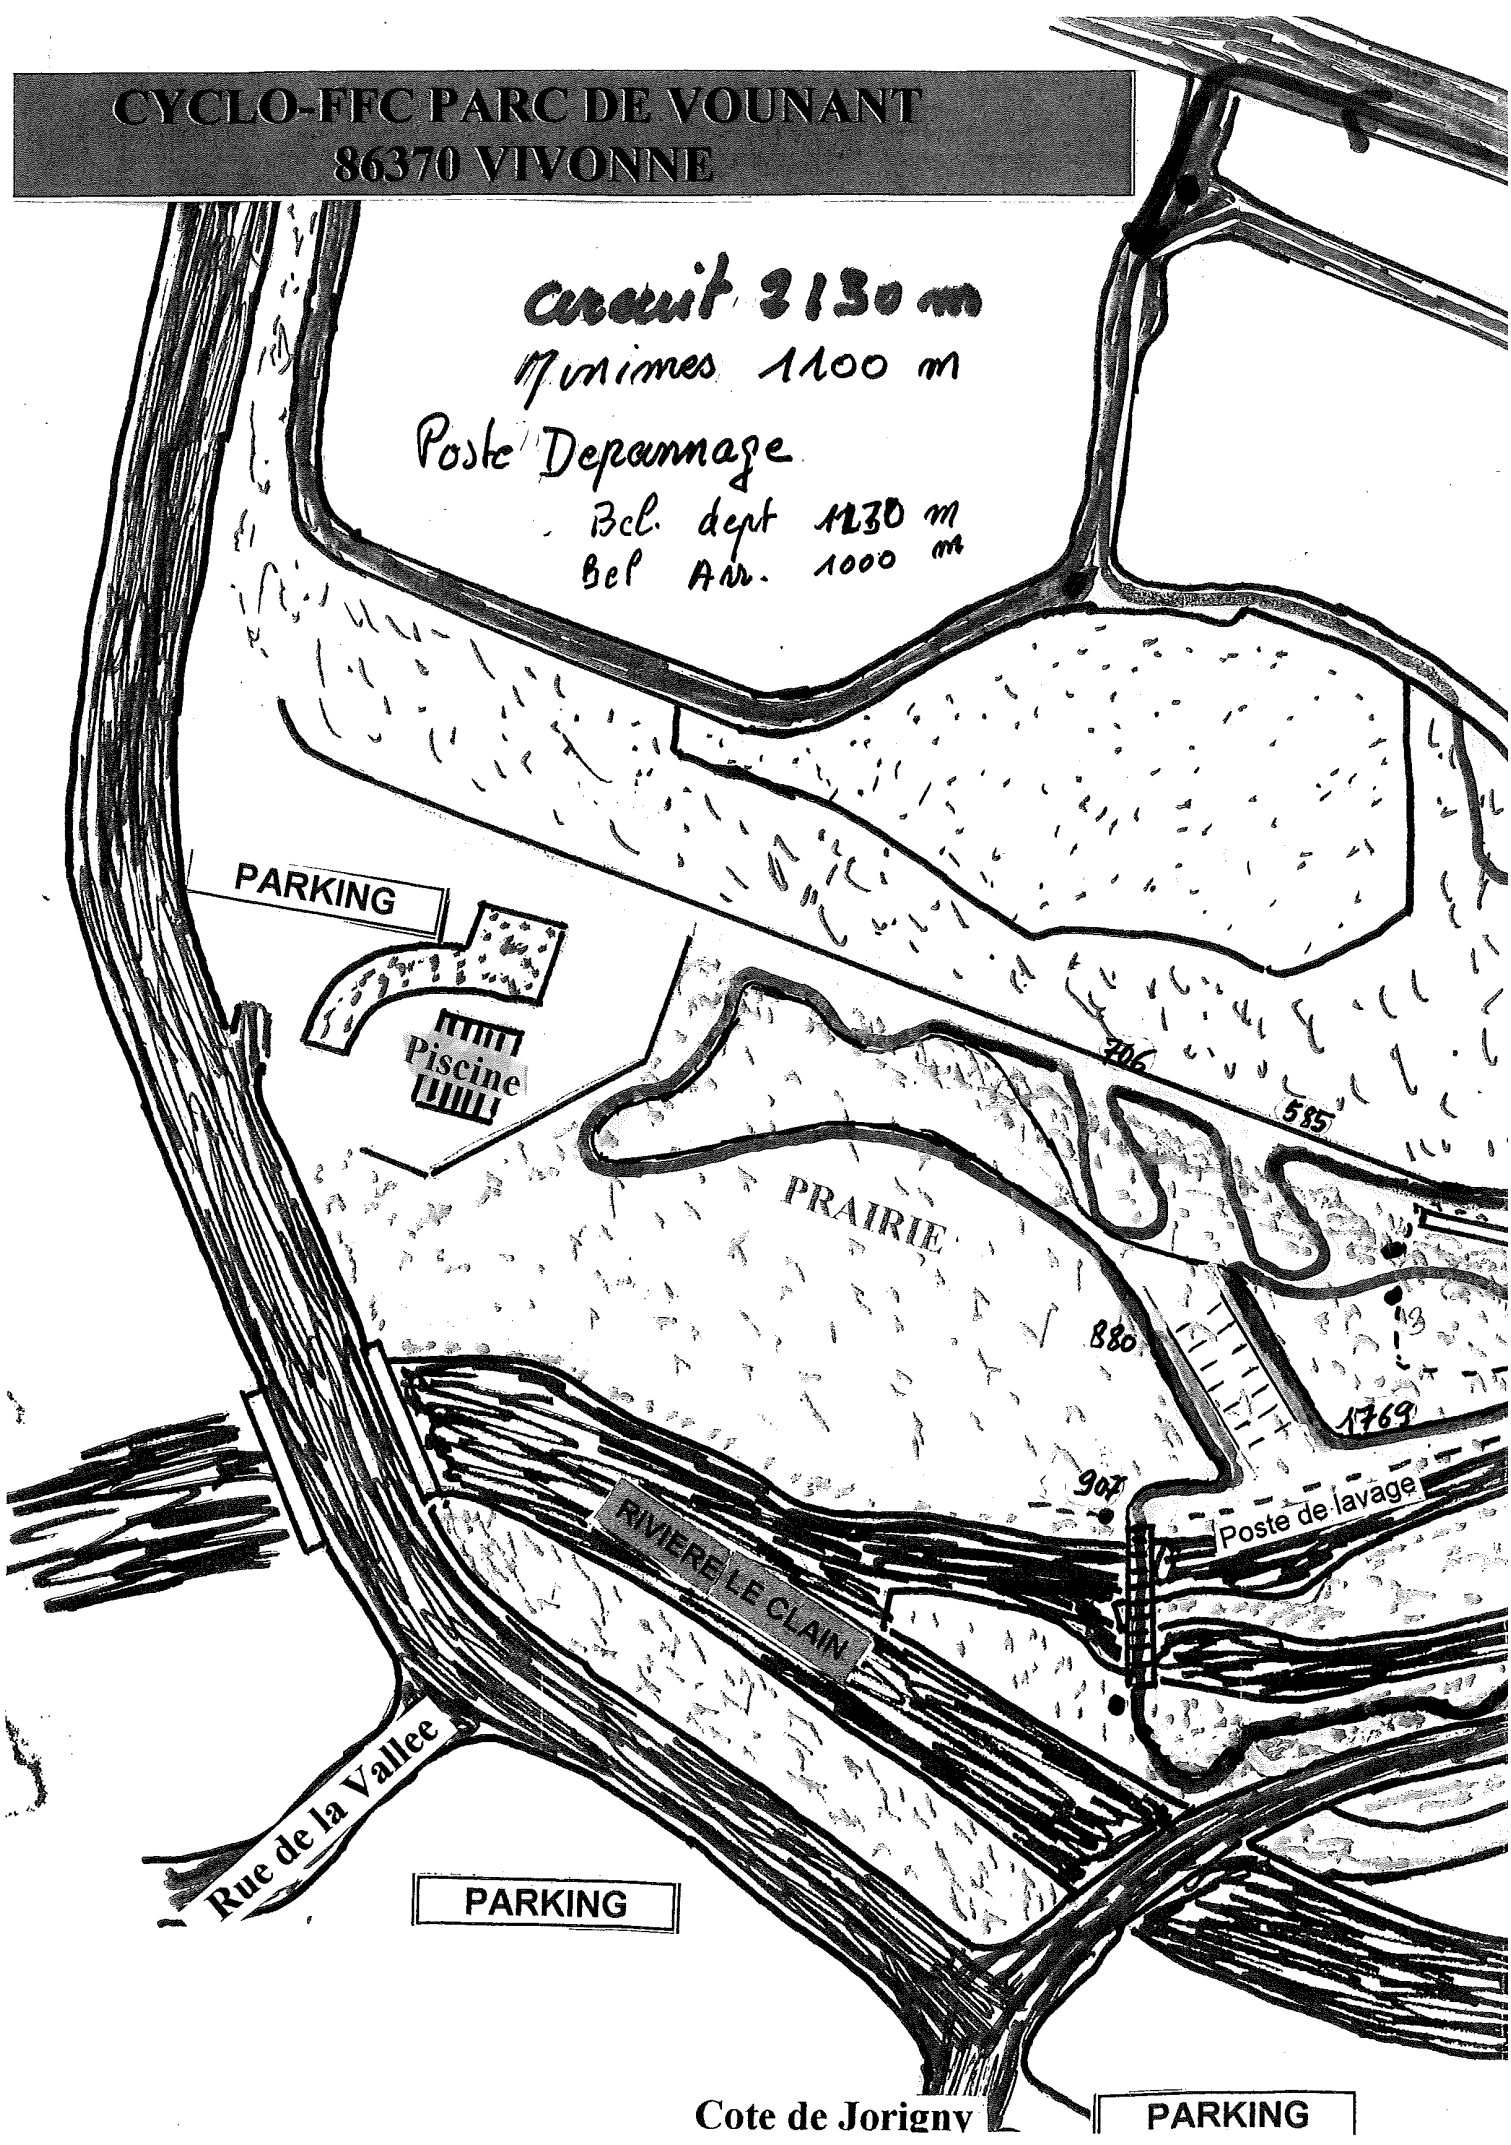 CYCLO-FFC PARC DE VOUNANT
86370 VIVONNE
circuit 2130 m
Minimes 1100 m
Poste Depannage
Bcl. dept 1130 m
Bcl Arr. 1000 m
PARKING
Piscine
706
585
PRAIRIE
880
13
1769
907
Poste de lavage
RIVIERE LE CLAIN
Rue de la Vallee
PARKING
Cote de Jorigny
PARKING